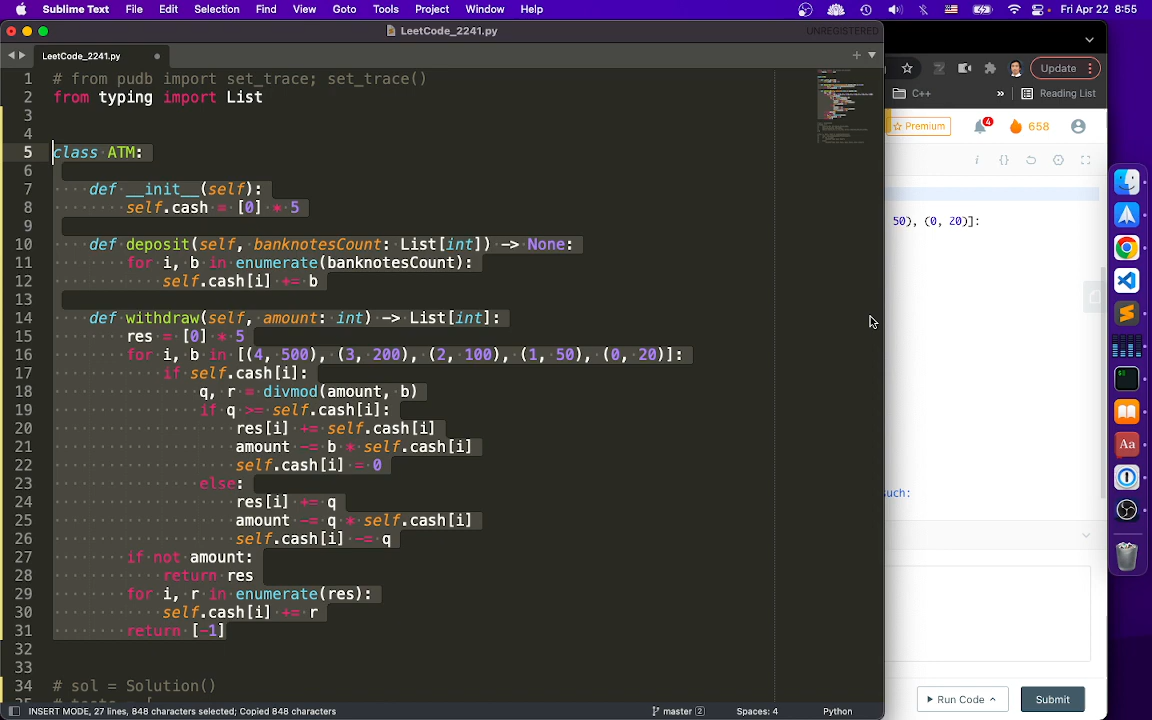 Sublime Text File Edit Selection Find View Goto Tools Project Window Help Fri Apr 22 8:55
LeetCode_2241.py UNREGISTERED
LeetCode_2241.py
1 # from pudb import set_trace; set_trace()
2 from typing import List
3
4
5 class ATM:
6
7 def __init__(self):
8 self.cash = [0] * 5
9
10 def deposit(self, banknotesCount: List[int]) -> None:
11 for i, b in enumerate(banknotesCount):
12 self.cash[i] += b
13
14 def withdraw(self, amount: int) -> List[int]:
15 res = [0] * 5
16 for i, b in [(4, 500), (3, 200), (2, 100), (1, 50), (0, 20)]:
17 if self.cash[i]:
18 q, r = divmod(amount, b)
19 if q >= self.cash[i]:
20 res[i] += self.cash[i]
21 amount -= b * self.cash[i]
22 self.cash[i] = 0
23 else:
24 res[i] += q
25 amount -= q * self.cash[i]
26 self.cash[i] -= q
27 if not amount:
28 return res
29 for i, r in enumerate(res):
30 self.cash[i] += r
31 return [-1]
32
33
34 # sol = Solution()
INSERT MODE, 27 lines, 848 characters selected; Copied 848 characters master 2 Spaces: 4 Python
Update
C++ » Reading List
Premium 4 658
50), (0, 20)]:
such:
Run Code Submit
Aa